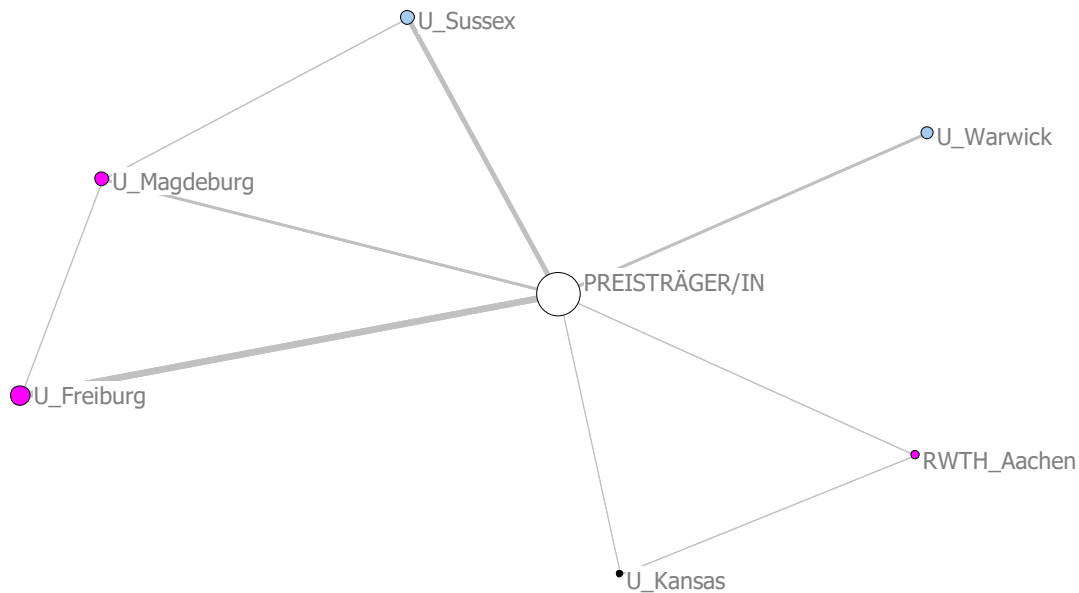 U_Sussex
U_Warwick
U_Magdeburg
PREISTRÄGER/IN
U_Freiburg
RWTH_Aachen
U_Kansas